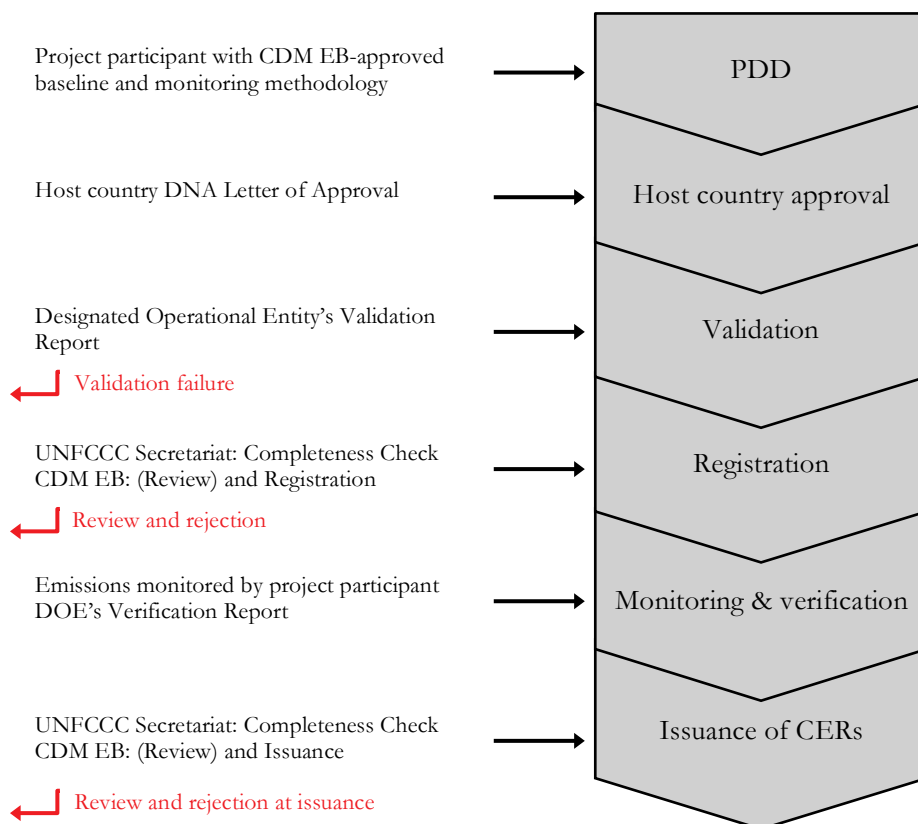 Project participant with CDM EB-approved
baseline and monitoring methodology
PDD
Host country DNA Letter of Approval
Host country approval
Designated Operational Entity’s Validation
Report
Validation
Validation failure
UNFCCC Secretariat: Completeness Check
CDM EB: (Review) and Registration
Registration
Review and rejection
Emissions monitored by project participant
DOE’s Verification Report
Monitoring & verification
UNFCCC Secretariat: Completeness Check
CDM EB: (Review) and Issuance
Issuance of CERs
Review and rejection at issuance